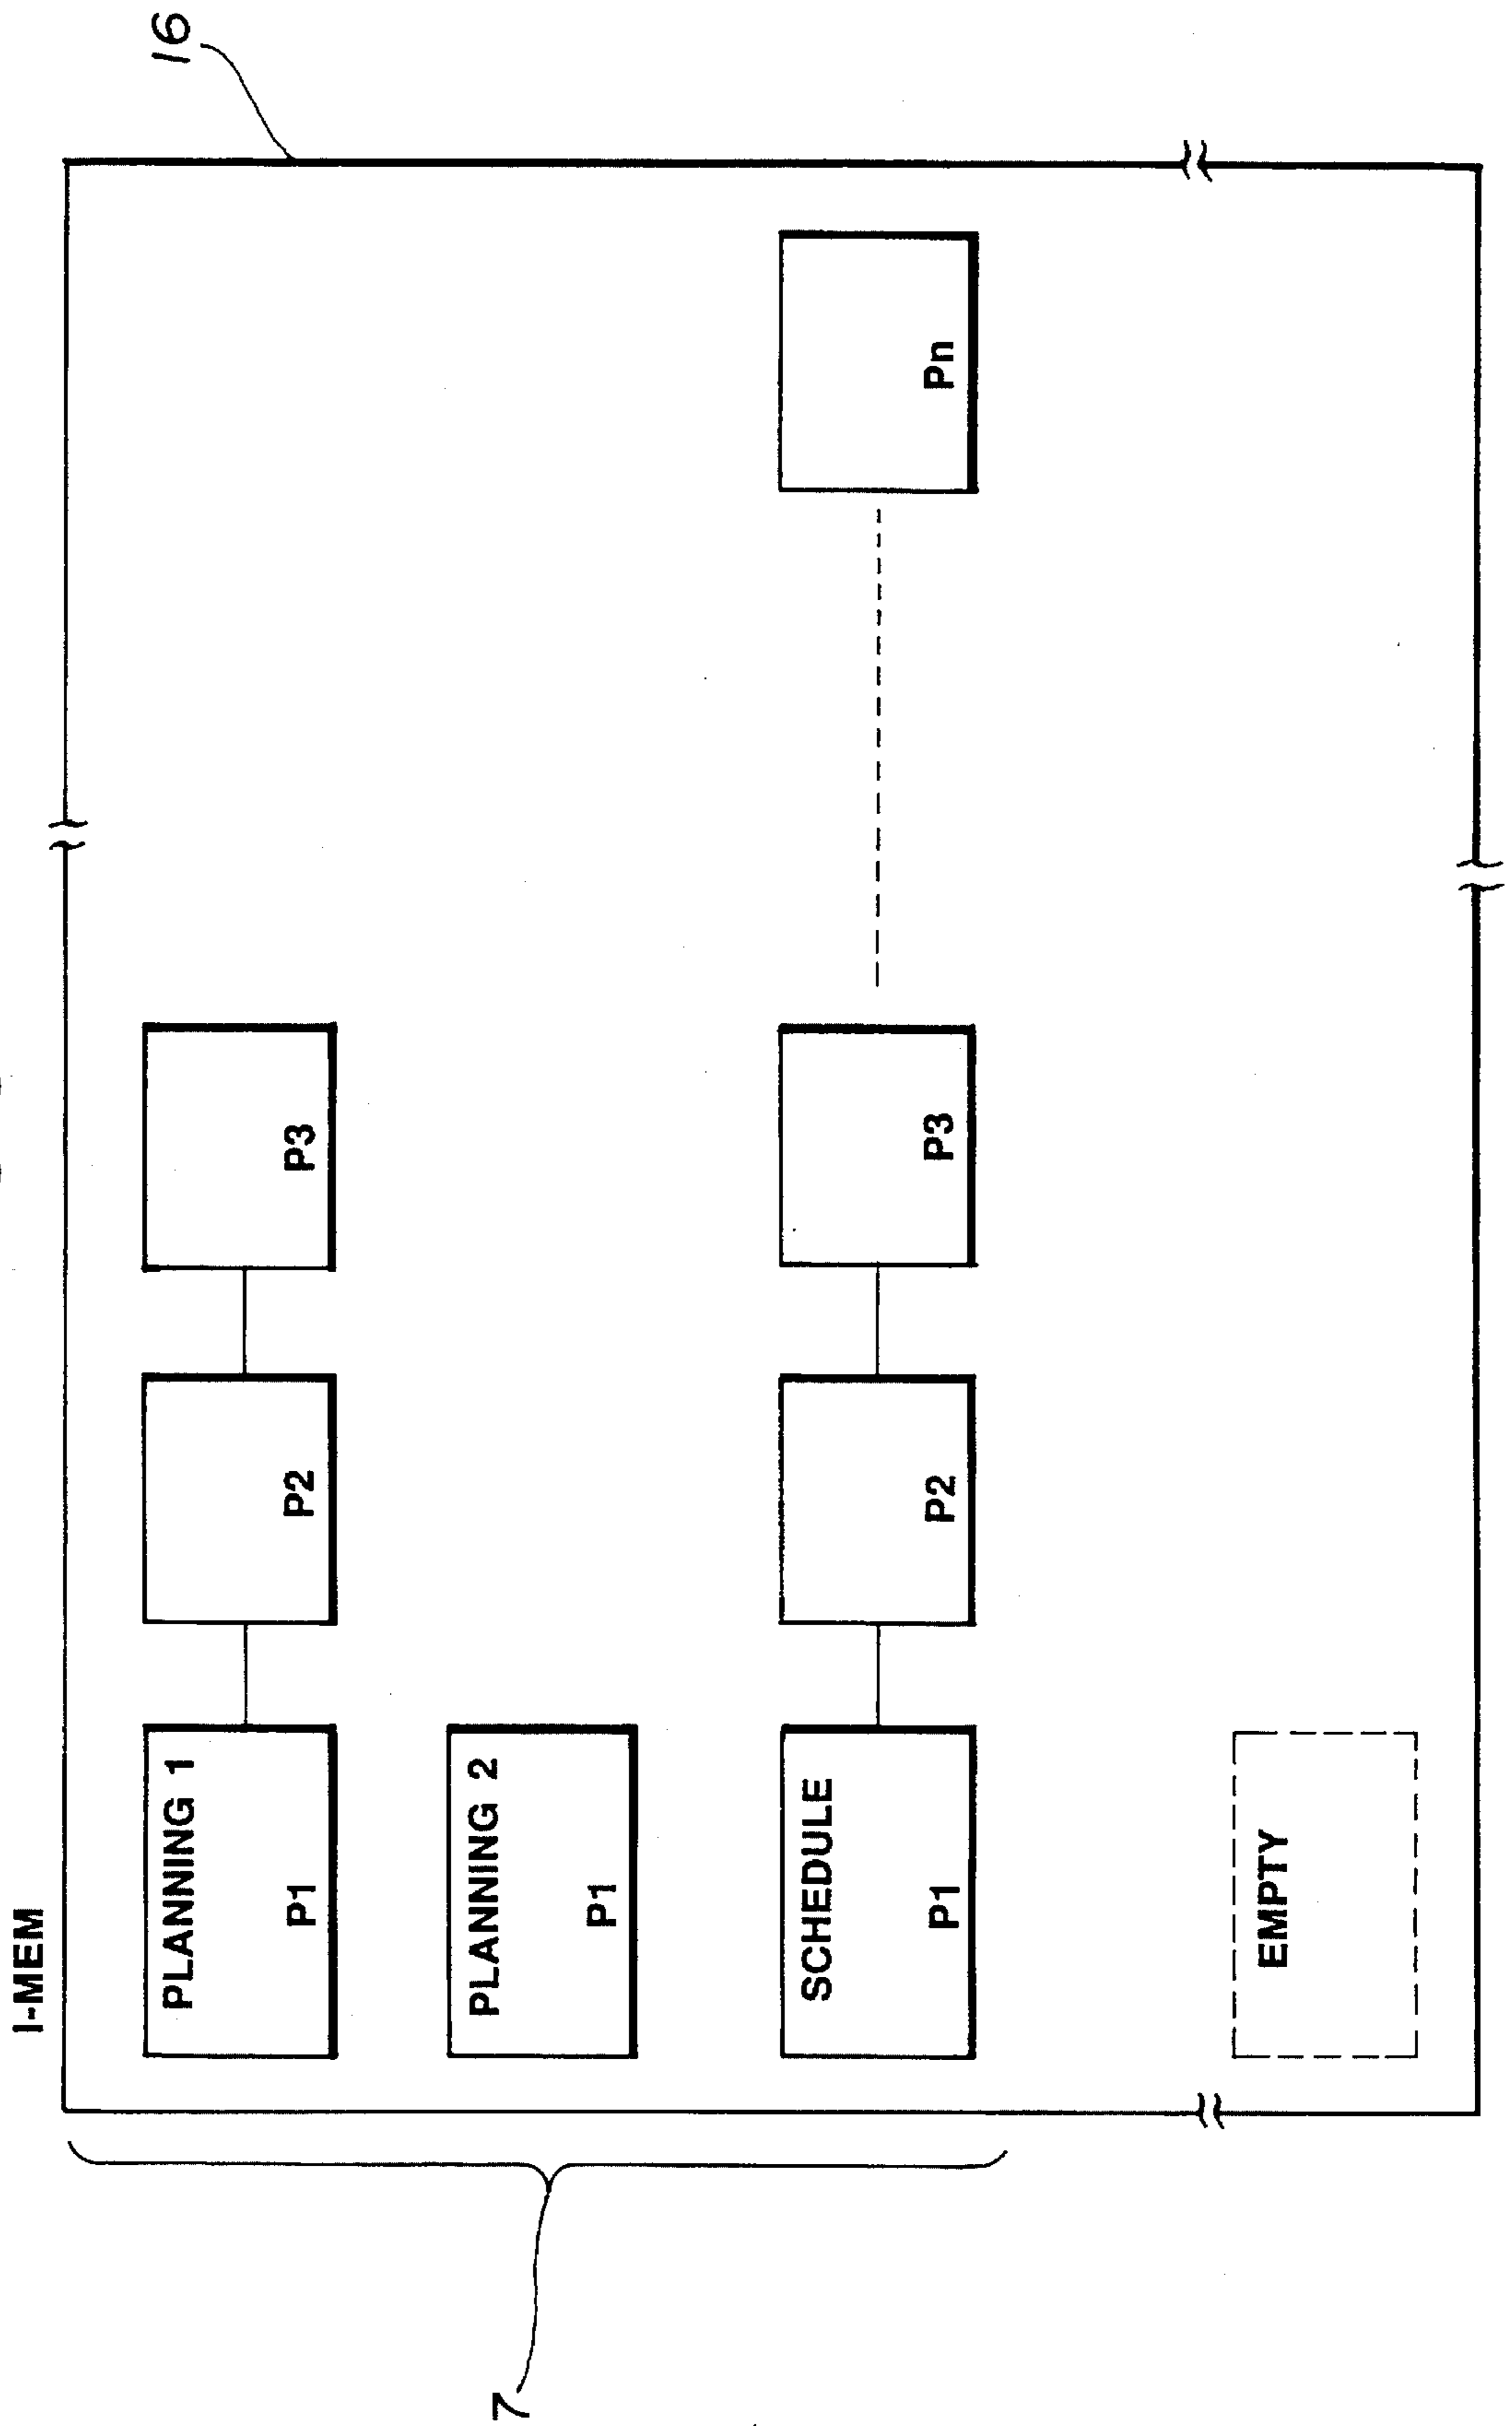 I-MEM
16
PLANNING 1
P1
P2
P3
PLANNING 2
P1
SCHEDULE
P1
P2
P3
Pn
EMPTY
7